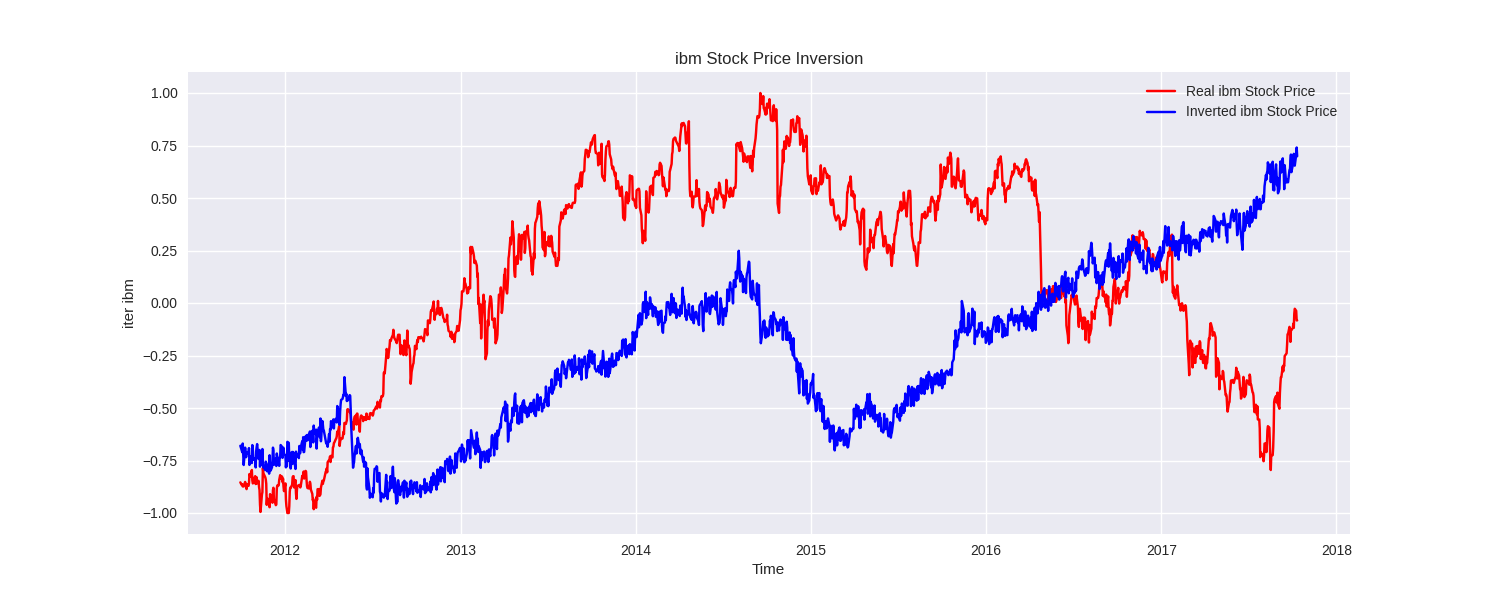 ibm Stock Price Inversion
Real ibm Stock Price
Inverted ibm Stock Price
1.00
0.75
0.50
0.25
0.00
−0.25
−0.50
−0.75
−1.00
iter ibm
2012 2013 2014 2015 2016 2017 2018
Time